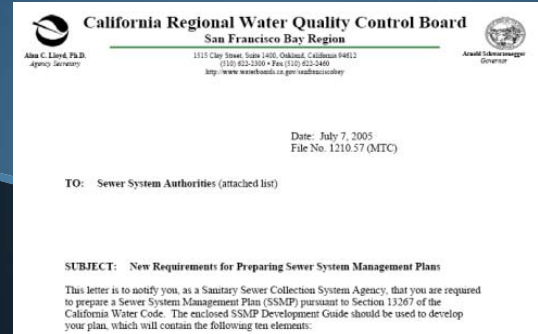 California Regional Water Quality Control Board
San Francisco Bay Region
Alan C. Lloyd, Ph.D.
Agency Secretary
1515 Clay Street, Suite 1400, Oakland, California 94612
(510) 622-2300 • Fax (510) 622-2460
http://www.waterboards.ca.gov/sanfranciscobay
Arnold Schwarzenegger
Governor
Date: July 7, 2005
File No. 1210.57 (MTC)
TO: Sewer System Authorities (attached list)
SUBJECT: New Requirements for Preparing Sewer System Management Plans
This letter is to notify you, as a Sanitary Sewer Collection System Agency, that you are required
to prepare a Sewer System Management Plan (SSMP) pursuant to Section 13267 of the
California Water Code. The enclosed SSMP Development Guide should be used to develop
your plan, which will contain the following ten elements: